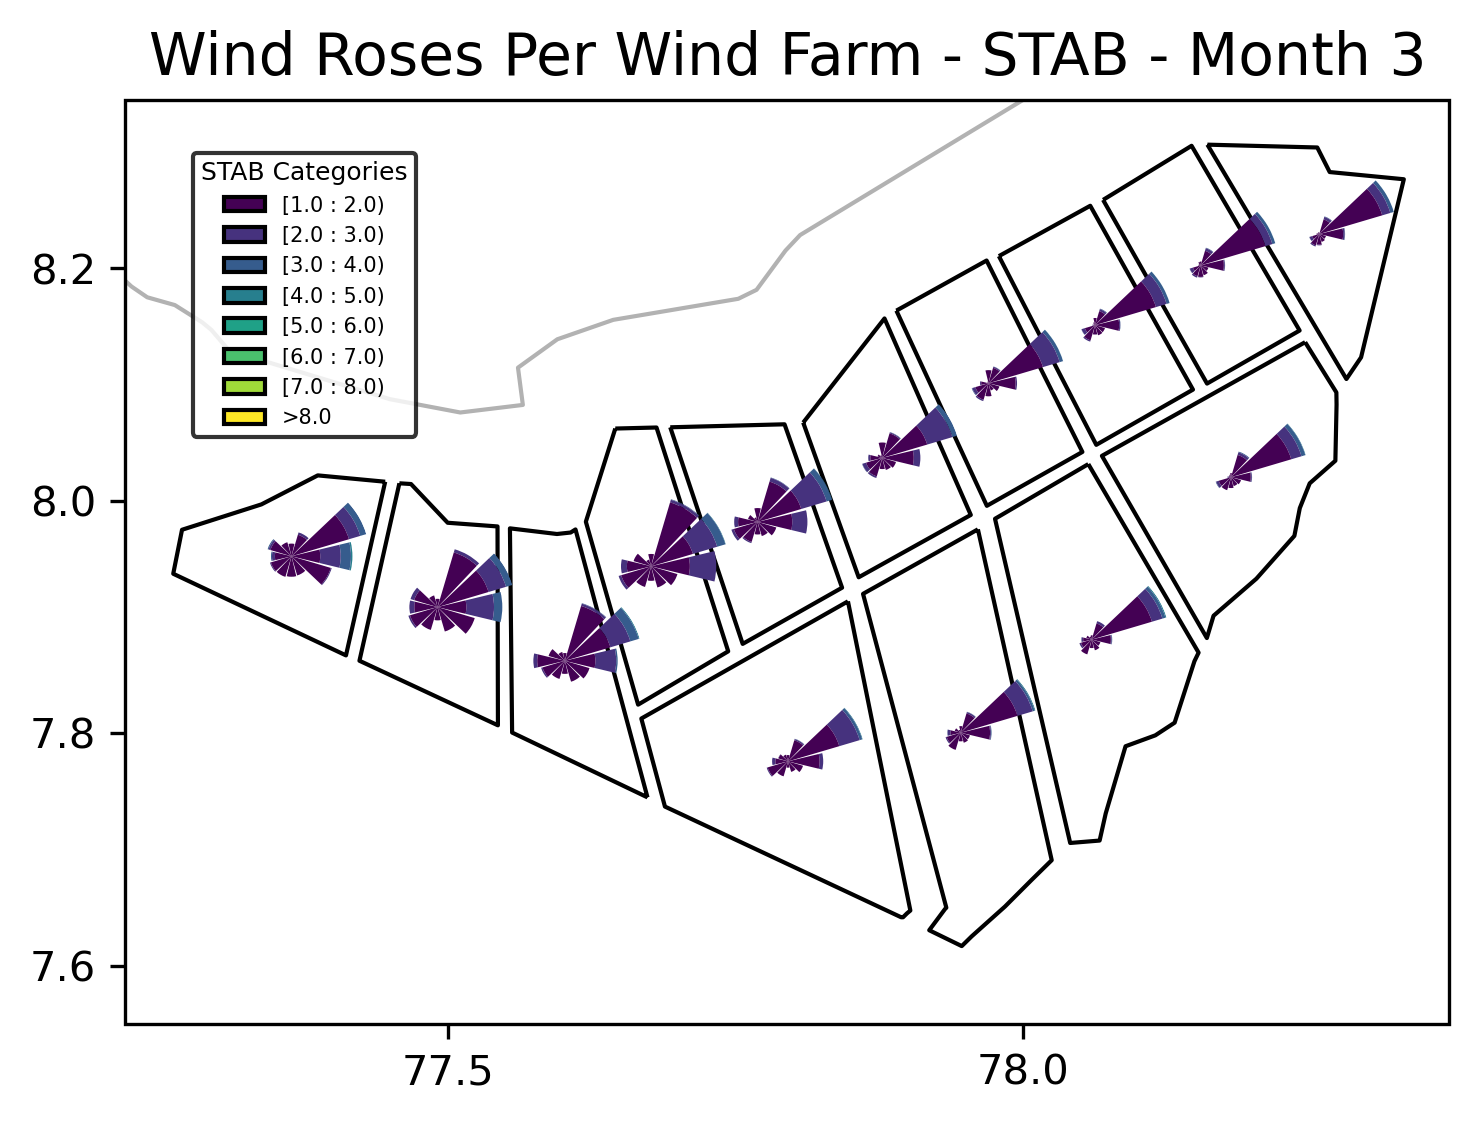 Wind Roses Per Wind Farm - STAB - Month 3
STAB Categories
[1.0 : 2.0)
[2.0 : 3.0)
[3.0 : 4.0)
[4.0 : 5.0)
[5.0 : 6.0)
[6.0 : 7.0)
[7.0 : 8.0)
>8.0
8.2
8.0
7.8
7.6
77.5
78.0